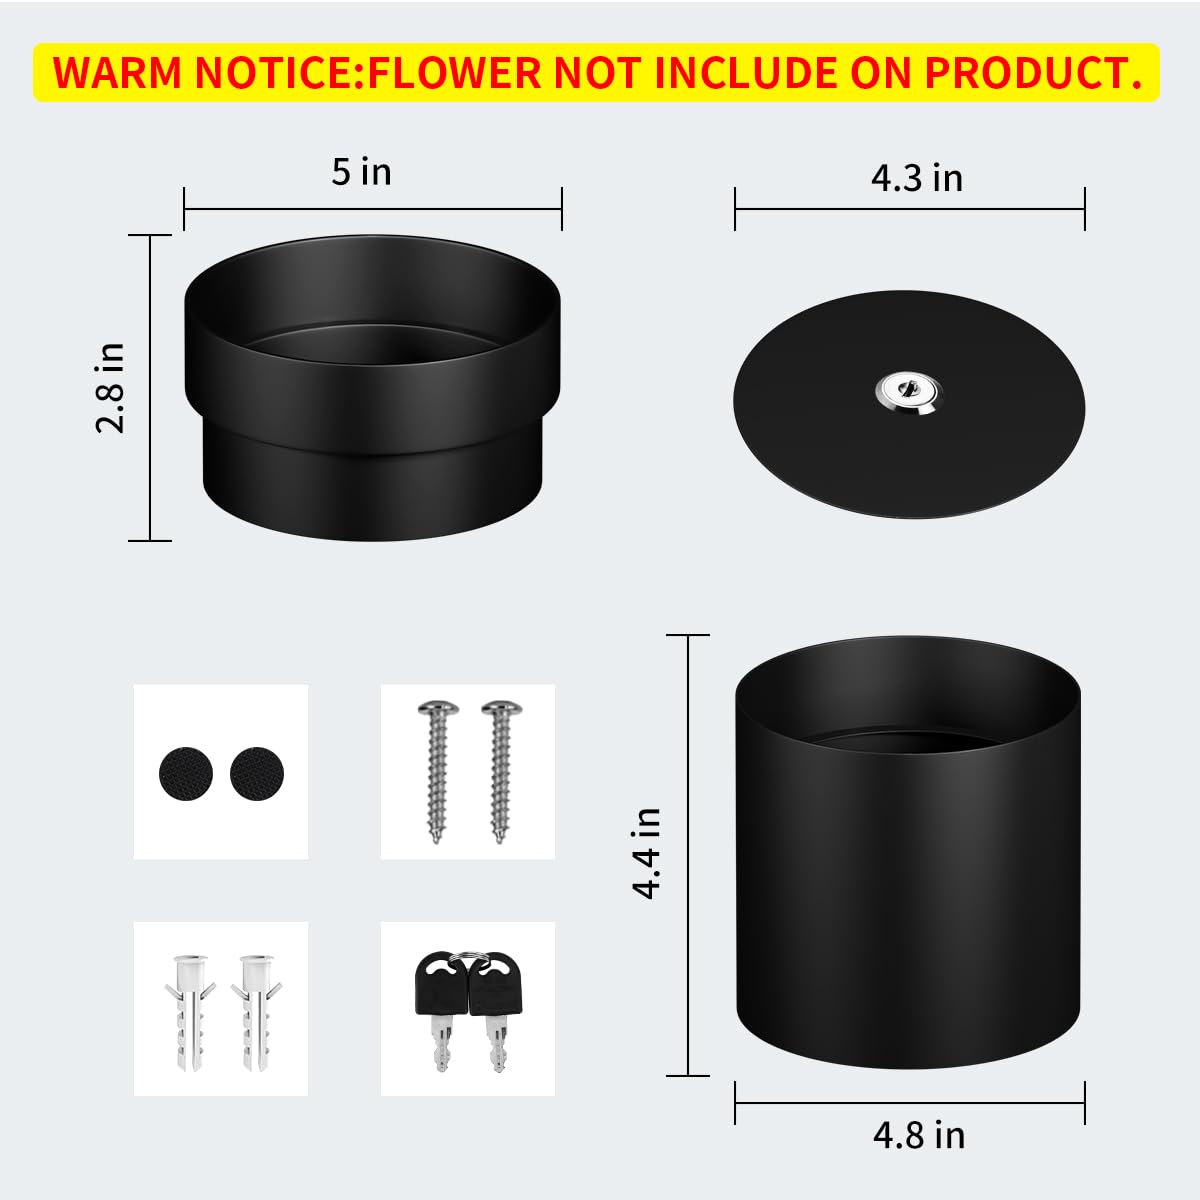 WARM NOTICE:FLOWER NOT INCLUDE ON PRODUCT.
5 in
4.3 in
2.8 in
4.4 in
4.8 in